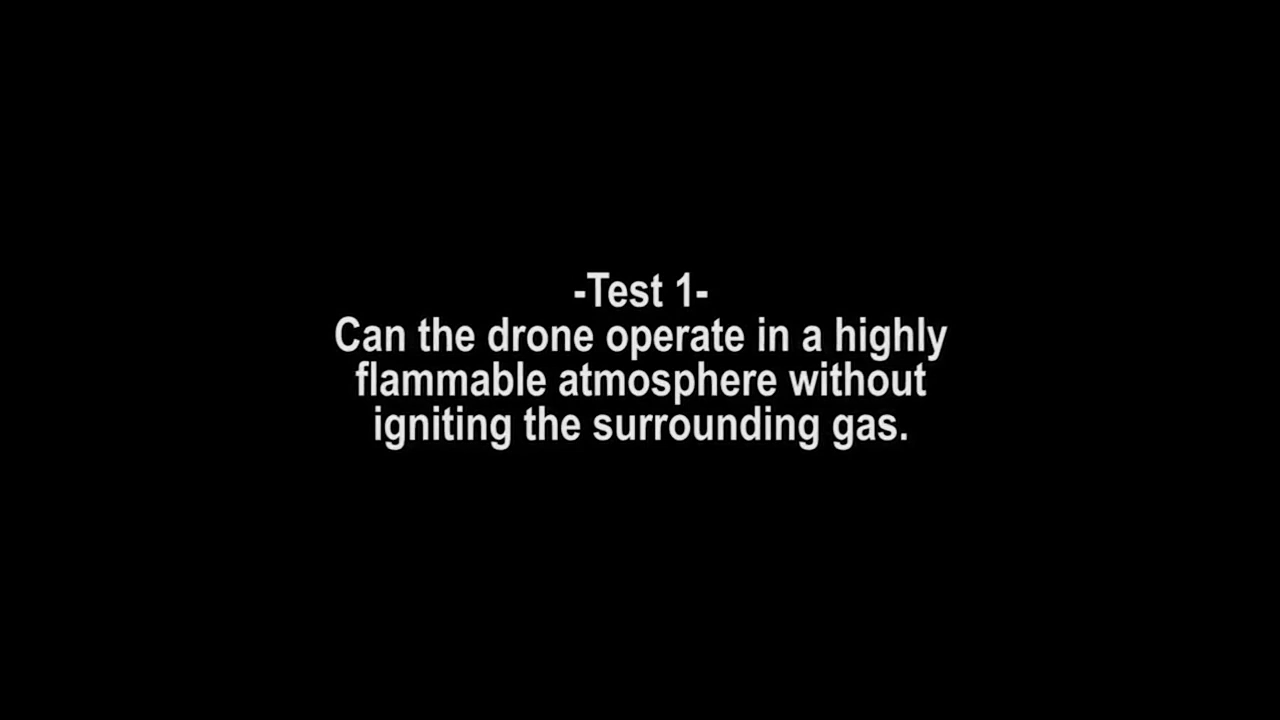 -Test 1-
Can the drone operate in a highly
flammable atmosphere without
igniting the surrounding gas.